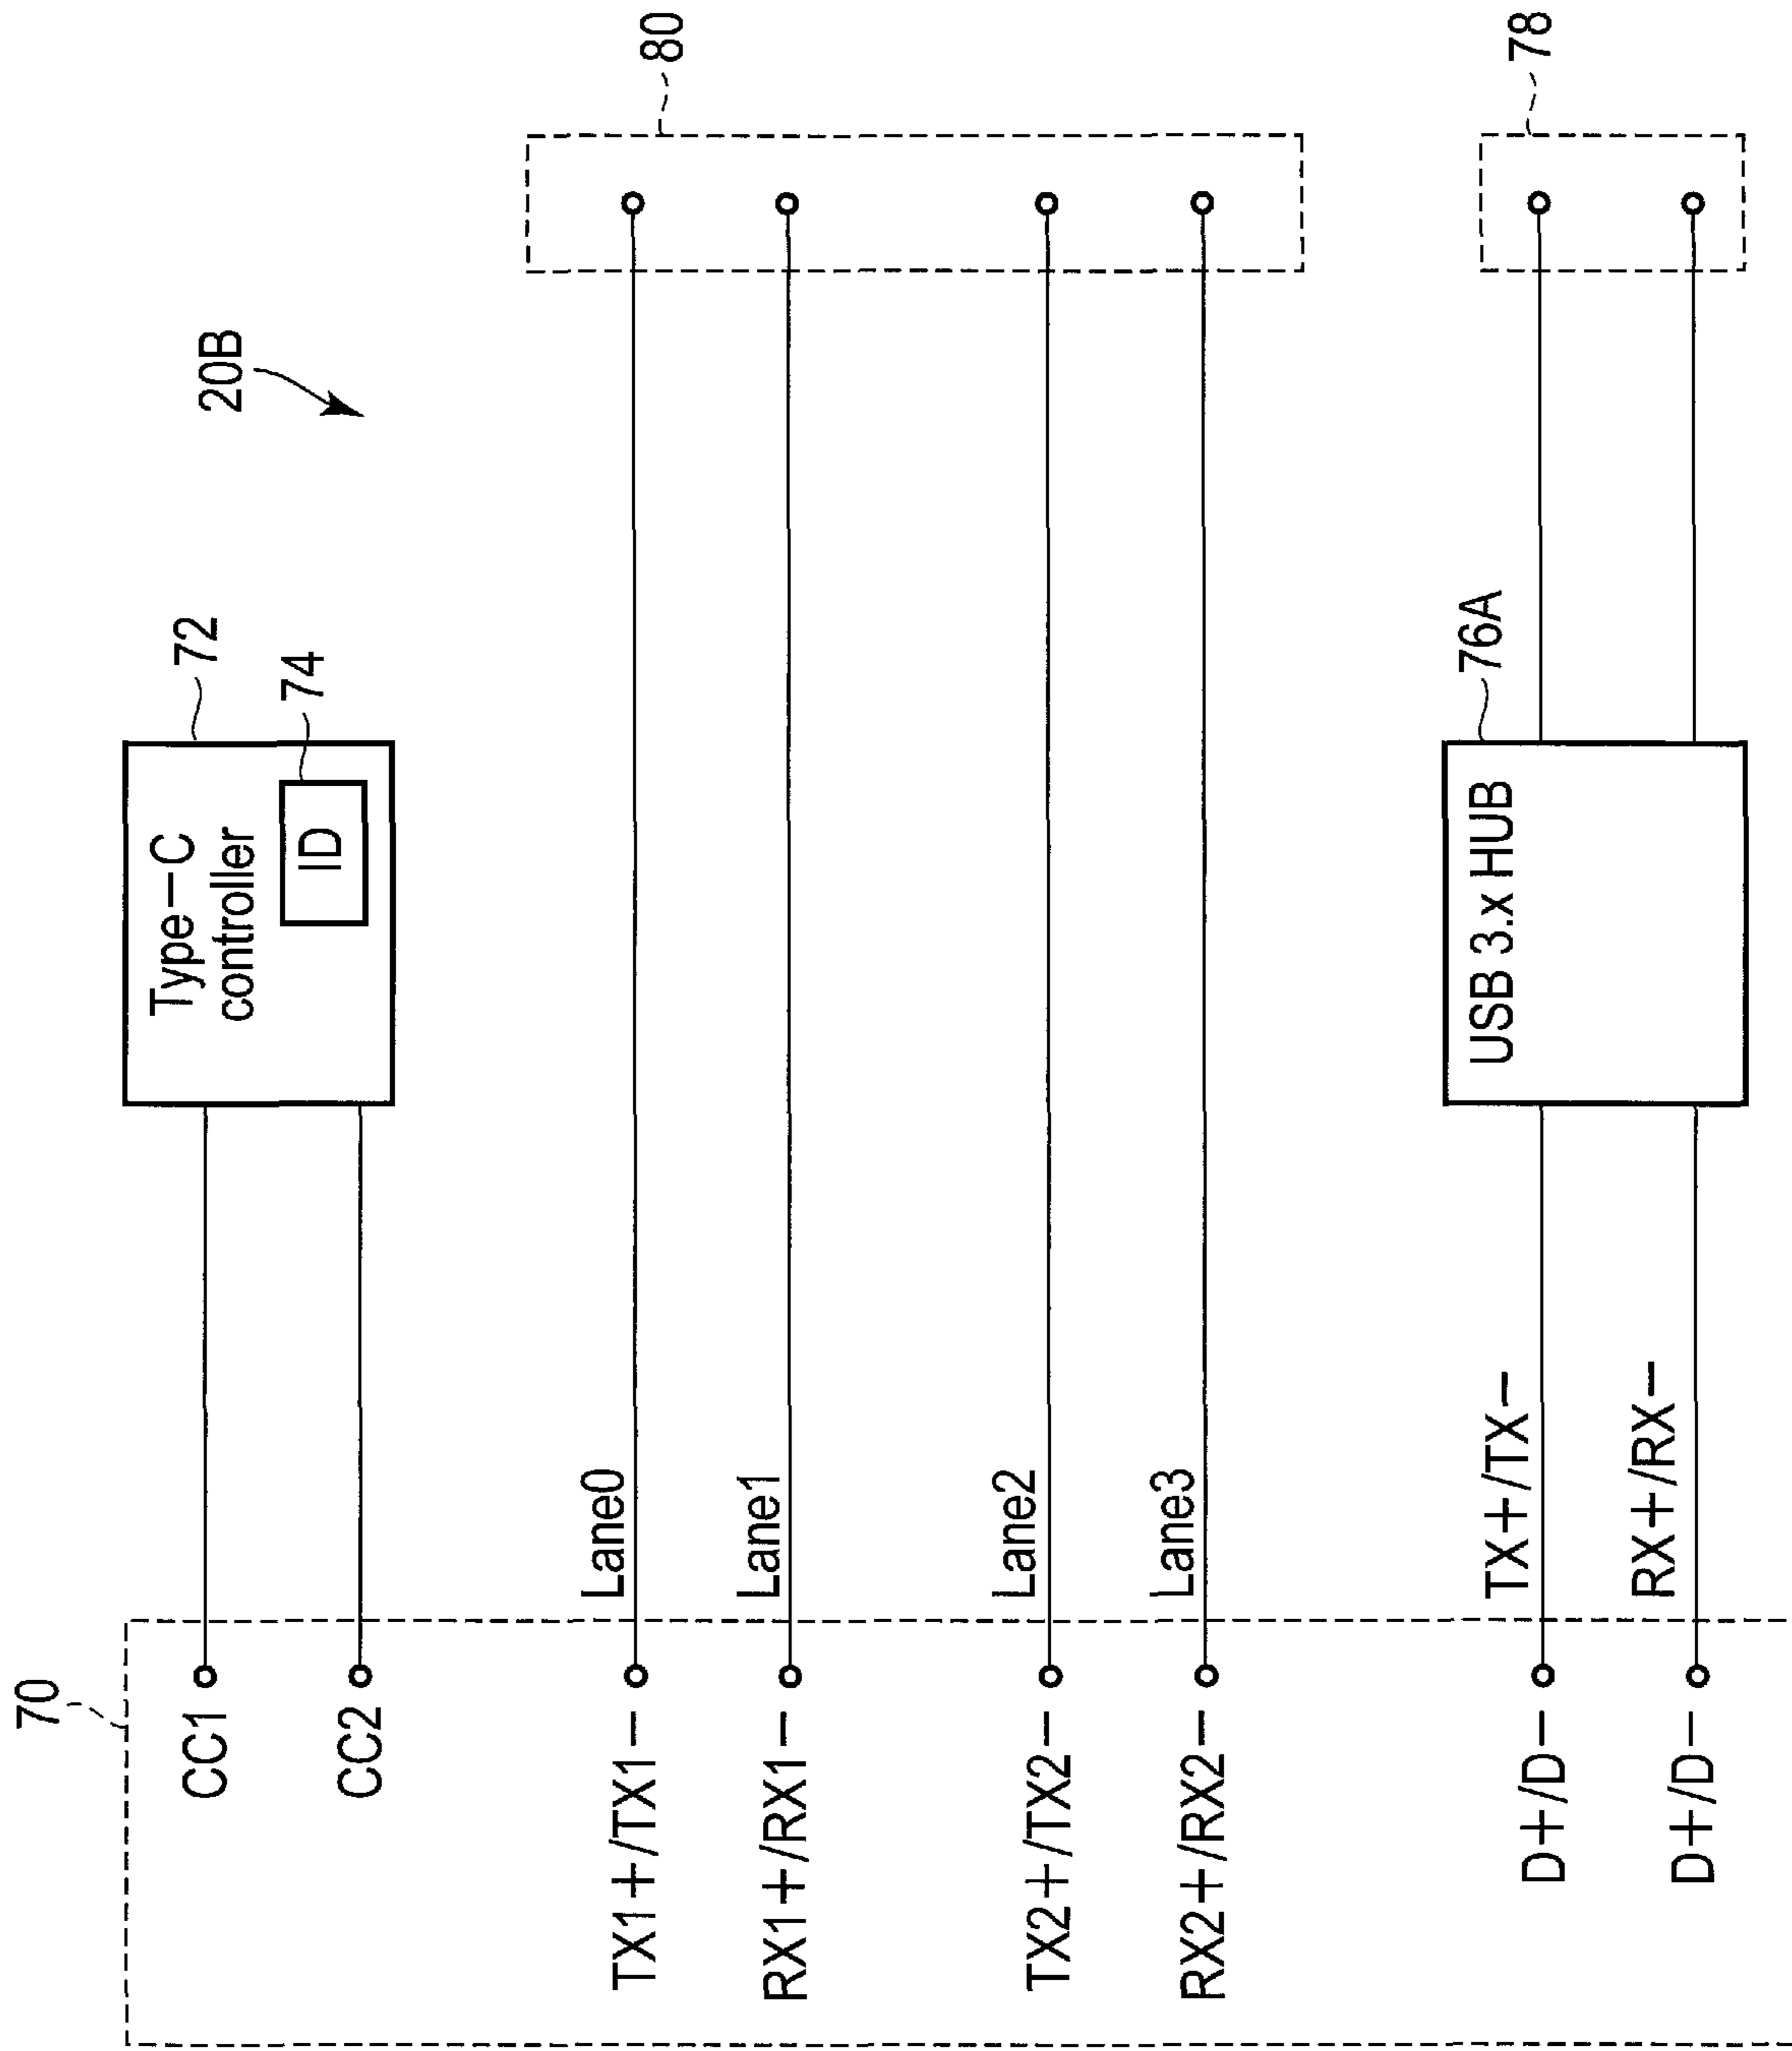 20B
70
CC1
CC2
Type-C
controller
72
ID
74
TX1+/TX1-
Lane0
RX1+/RX1-
Lane1
TX2+/TX2-
Lane2
RX2+/RX2-
Lane3
80
D+/D-
TX+/TX-
D+/D-
RX+/RX-
USB 3.x HUB
76A
78